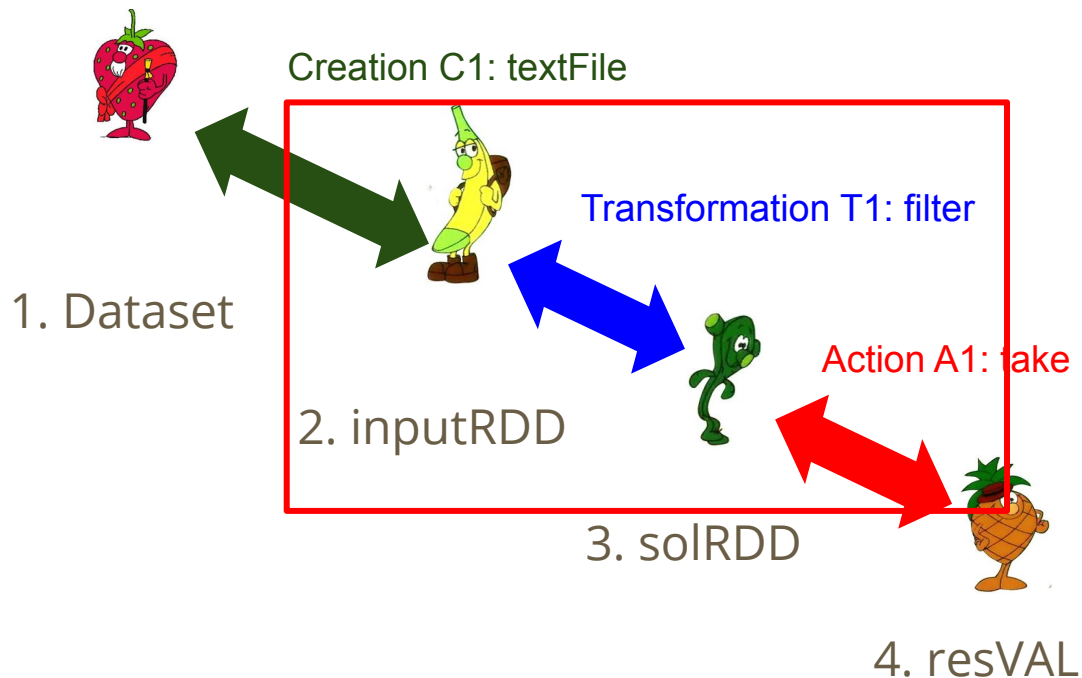 Creation C1: textFile
Transformation T1: filter
1. Dataset
Action A1: take
2. inputRDD
3. solRDD
4. resVAL